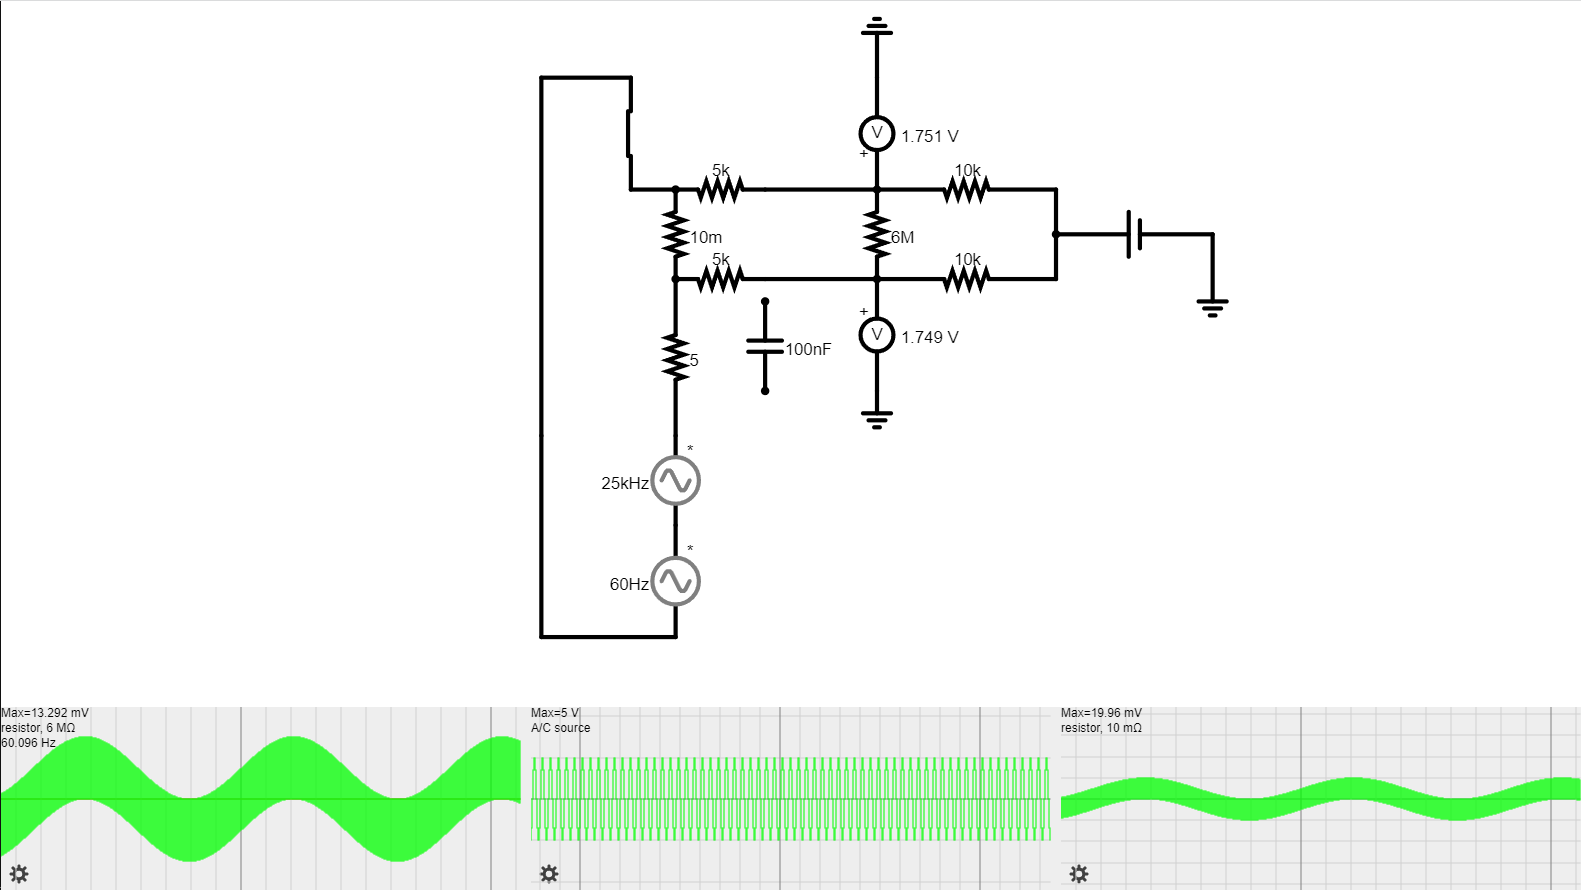 V
1.751 V
+
5k
10k
10m
6M
5k
10k
+
V
1.749 V
100nF
5
*
25kHz
*
60Hz
Max=13.292 mV
resistor, 6 MΩ
60.096 Hz
Max=5 V
A/C source
Max=19.96 mV
resistor, 10 mΩ